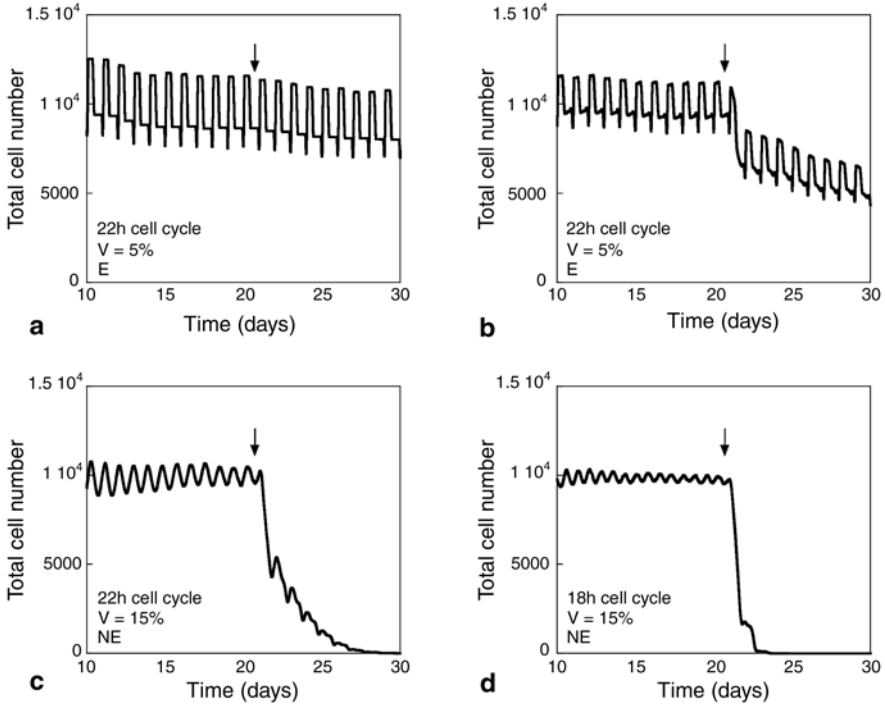 1.5 10⁴
1 10⁴
5000
0
Total cell number
22h cell cycle
V = 5%
E
10 15 20 25 30
Time (days)
a
1.5 10⁴
1 10⁴
5000
0
Total cell number
22h cell cycle
V = 5%
E
10 15 20 25 30
Time (days)
b
1.5 10⁴
1 10⁴
5000
0
Total cell number
22h cell cycle
V = 15%
NE
10 15 20 25 30
Time (days)
c
1.5 10⁴
1 10⁴
5000
0
Total cell number
18h cell cycle
V = 15%
NE
10 15 20 25 30
Time (days)
d